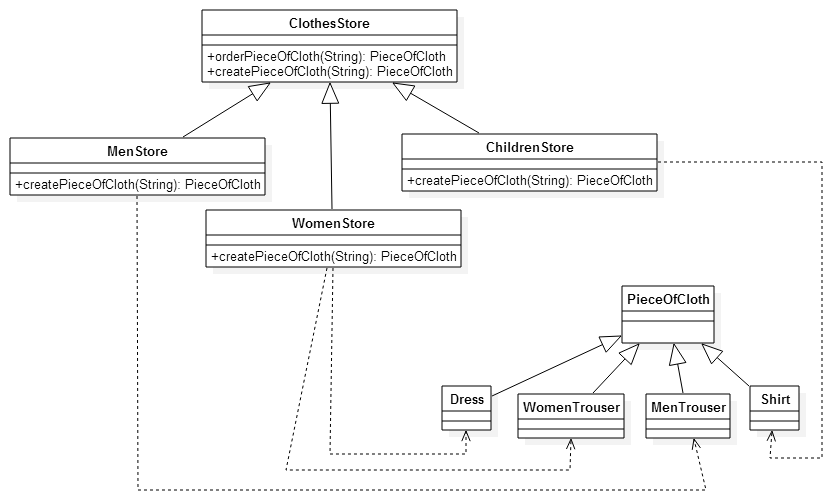 ClothesStore
+orderPieceOfCloth(String): PieceOfCloth
+createPieceOfCloth(String): PieceOfCloth
MenStore
+createPieceOfCloth(String): PieceOfCloth
ChildrenStore
+createPieceOfCloth(String): PieceOfCloth
WomenStore
+createPieceOfCloth(String): PieceOfCloth
PieceOfCloth
Dress
WomenTrouser
MenTrouser
Shirt